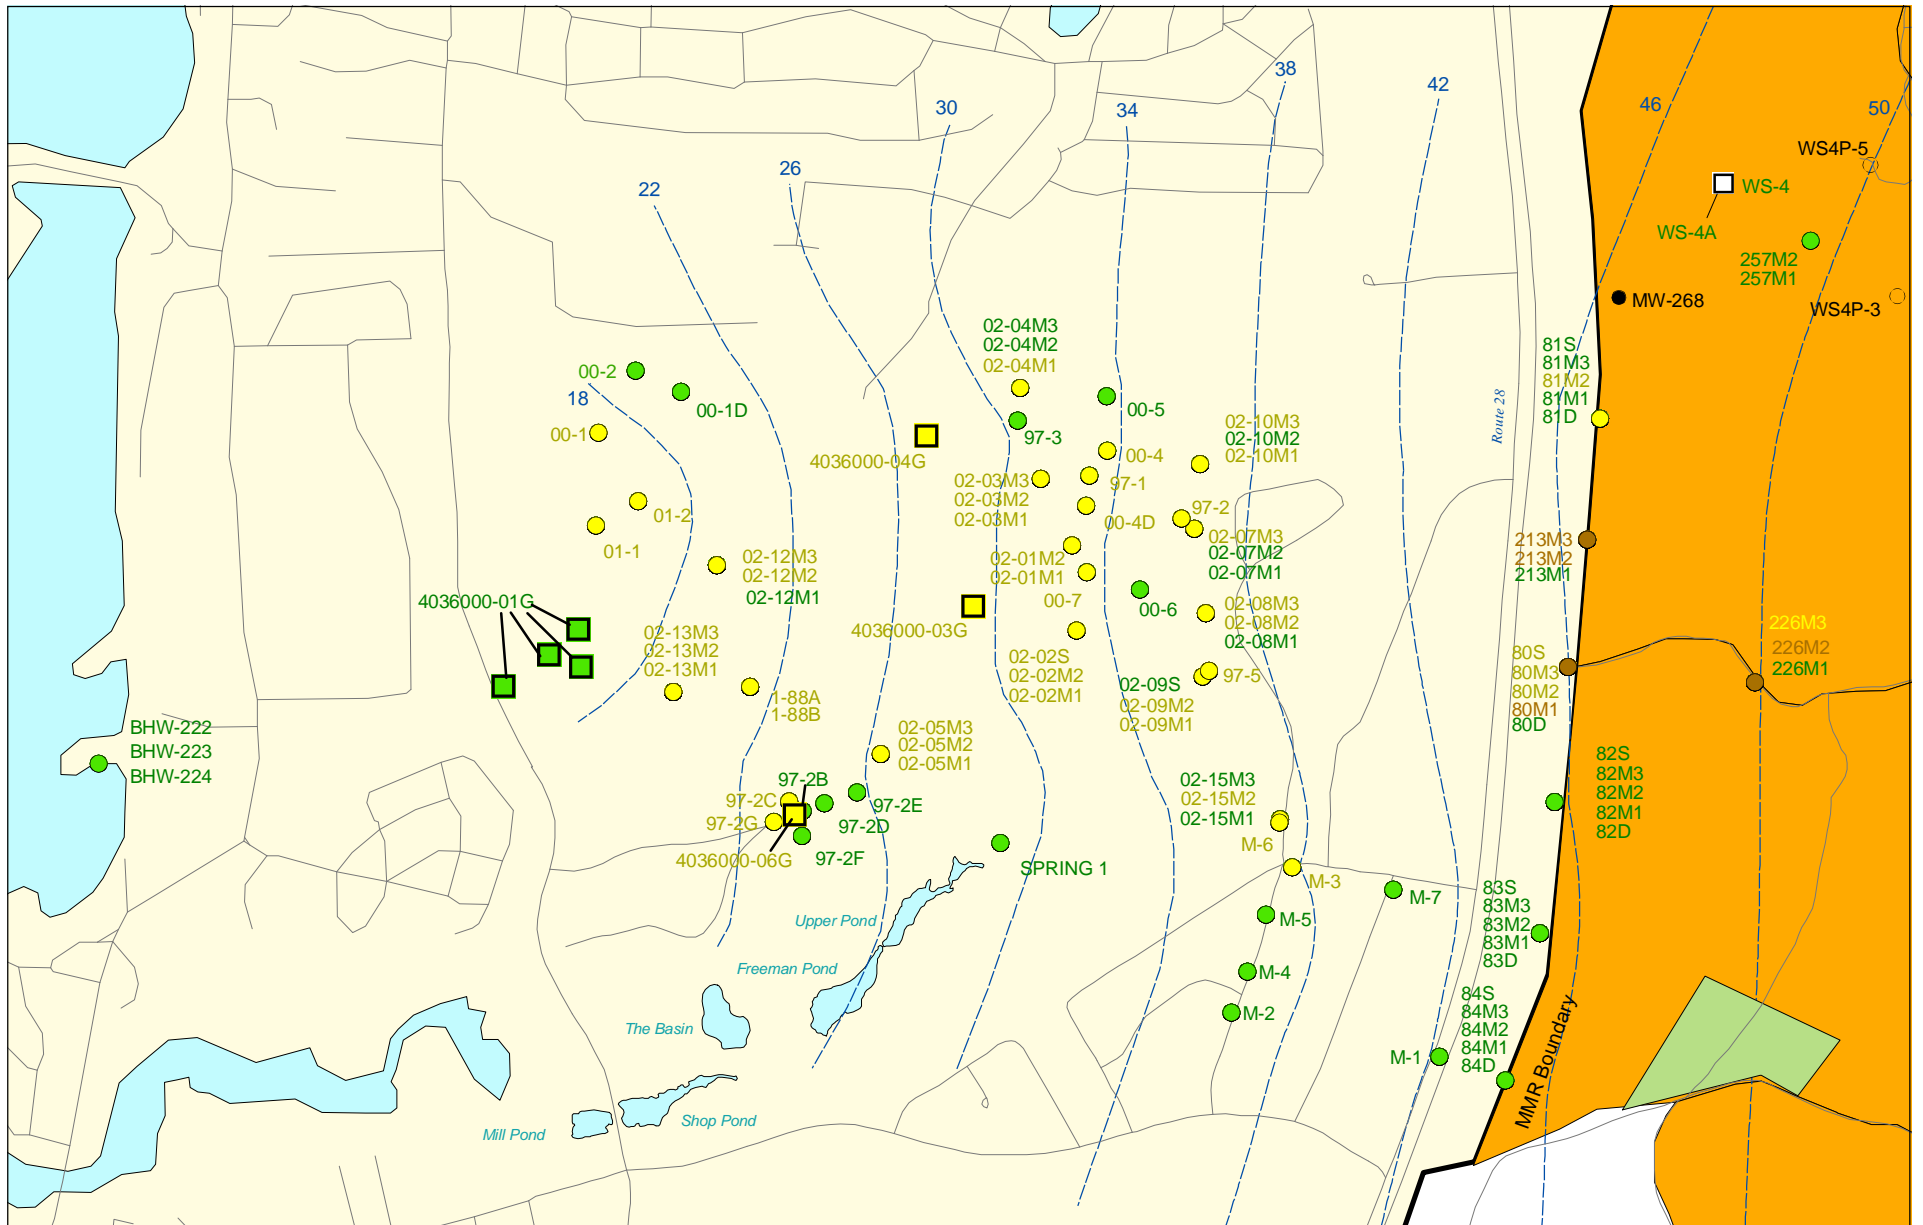 38
42
30
34
46
50
WS4P-5
26
22
WS-4
WS-4A
257M2
257M1
MW-268
WS4P-3
02-04M3
02-04M2
02-04M1
81S
81M3
81M2
81M1
81D
00-2
18
00-1D
00-5
Route 28
00-1
97-3
02-10M3
02-10M2
02-10M1
4036000-04G
00-4
97-1
02-03M3
02-03M2
02-03M1
01-2
00-4D
97-2
01-1
02-07M3
02-07M2
02-07M1
213M3
213M2
213M1
02-12M3
02-12M2
02-12M1
02-01M2
02-01M1
00-7
00-6
4036000-01G
4036000-03G
02-08M3
02-08M2
02-08M1
226M3
226M2
226M1
02-13M3
02-13M2
02-13M1
02-02S
02-02M2
02-02M1
97-5
02-09S
02-09M2
02-09M1
80S
80M3
80M2
80M1
80D
1-88A
1-88B
BHW-222
BHW-223
BHW-224
02-05M3
02-05M2
02-05M1
82S
82M3
82M2
82M1
82D
97-2B
97-2C
97-2E
97-2G
97-2D
4036000-06G
97-2F
02-15M3
02-15M2
02-15M1
M-6
SPRING 1
M-3
M-7
83S
83M3
83M2
83M1
83D
Upper Pond
M-5
Freeman Pond
M-4
84S
84M3
84M2
84M1
84D
M-2
The Basin
M-1
MMR Boundary
Shop Pond
Mill Pond